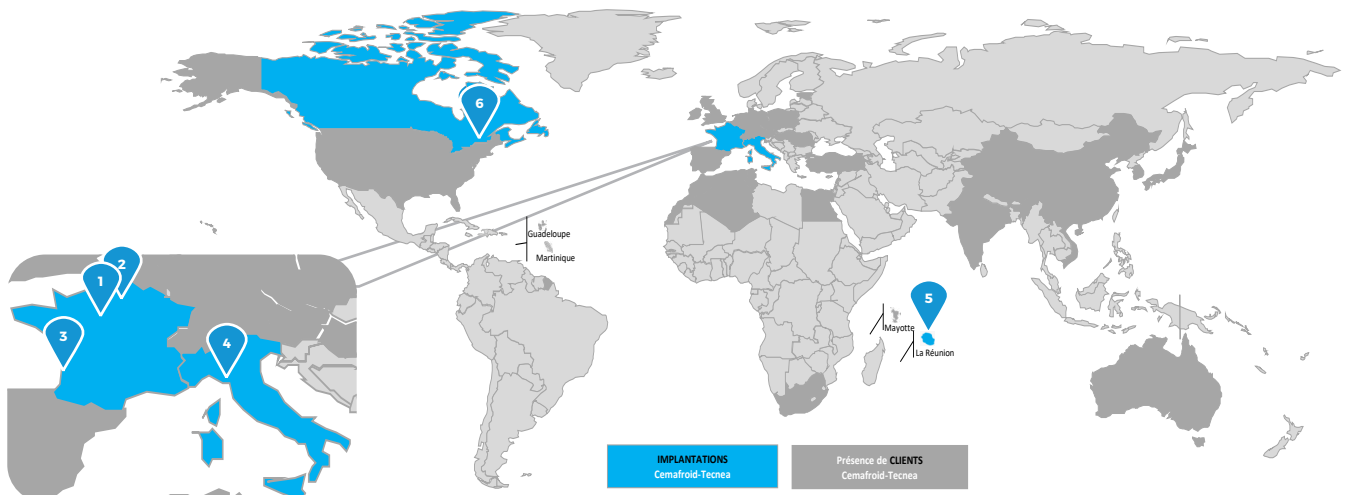 6
Guadeloupe
Martinique
2
1
3
4
5
Mayotte
La Réunion
IMPLANTATIONS
Cemafroid-Tecnea
Présence de CLIENTS
Cemafroid-Tecnea